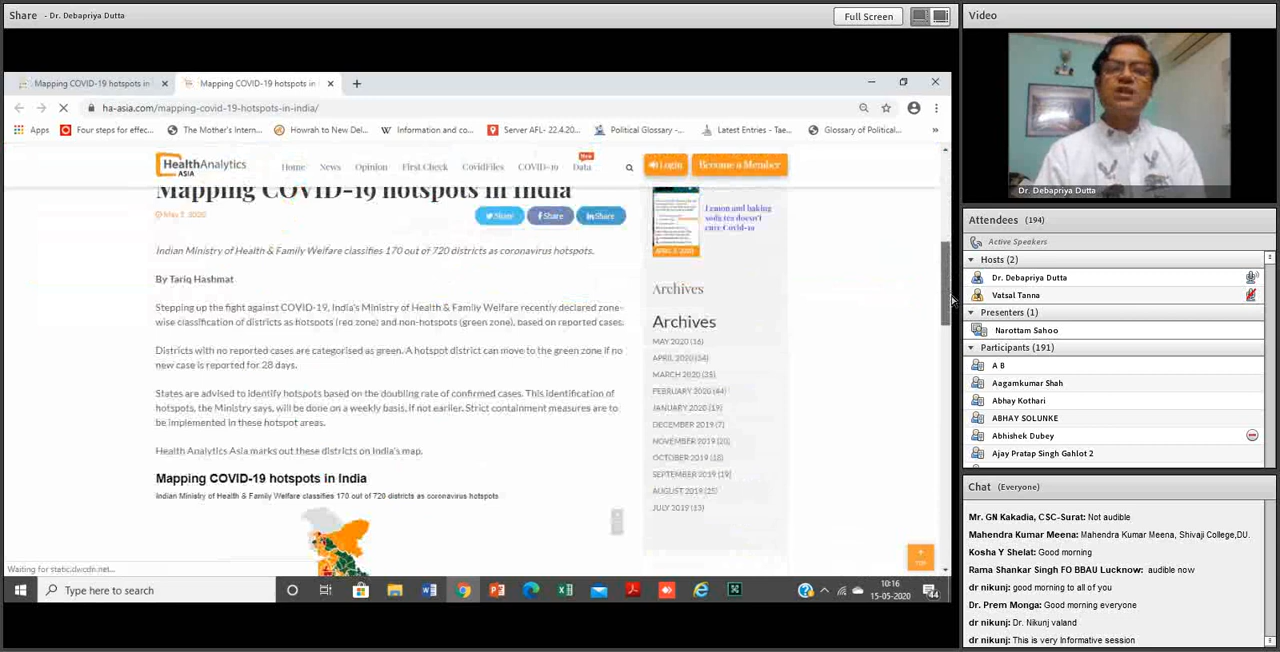 Share - Dr. Debapriya Dutta
Full Screen
Mapping COVID-19 hotspots in
Mapping COVID-19 hotspots in
ha-asia.com/mapping-covid-19-hotspots-in-india/
Apps
Four steps for effec...
The Mother's Intern...
Howrah to New Del...
Information and co...
Server AFL- 22.4.20...
Political Glossary -...
Latest Entries - Tae...
Glossary of Political...
HealthAnalytics
ASIA
Home
News
Opinion
First Check
CovidFiles
COVID-19
Data
New
Login
Become a Member
Mapping COVID-19 hotspots in India
Share
Share
Share
Indian Ministry of Health & Family Welfare classifies 170 out of 720 districts as coronavirus hotspots.
By Tariq Hashmat
Stepping up the fight against COVID-19, India's Ministry of Health & Family Welfare recently declared zone-
wise classification of districts as hotspots (red zone) and non-hotspots (green zone), based on reported cases.
Districts with no reported cases are categorised as green. A hotspot district can move to the green zone if no
new case is reported for 28 days.
States are advised to identify hotspots based on the doubling rate of confirmed cases. This identification of
hotspots, the Ministry says, will be done on a weekly basis, if not earlier. Strict containment measures are to
be implemented in these hotspot areas.
Health Analytics Asia marks out these districts on India's map.
Mapping COVID-19 hotspots in India
Indian Ministry of Health & Family Welfare classifies 170 out of 720 districts as coronavirus hotspots
Lemon and baking
soda tea doesn't
cure Covid-19
Archives
Archives
MAY 2020 (16)
APRIL 2020 (54)
MARCH 2020
FEBRUARY 2020 (44)
JANUARY 2020 (19)
DECEMBER 2019 (7)
NOVEMBER 2019 (20)
OCTOBER 2019 (18)
SEPTEMBER 2019 (19)
AUGUST 2019 (25)
JULY 2019 (13)
TOP
Waiting for static.dwcdn.net...
Type here to search
10:16
15-05-2020
44
Video
Dr. Debapriya Dutta
Attendees (194)
Active Speakers
Hosts (2)
Dr. Debapriya Dutta
Vatsal Tanna
Presenters (1)
Narottam Sahoo
Participants (191)
A B
Aagamkumar Shah
Abhay Kothari
ABHAY SOLUNKE
Abhishek Dubey
Ajay Pratap Singh Gahlot 2
Chat (Everyone)
Mr. GN Kakadia, CSC-Surat: Not audible
Mahendra Kumar Meena: Mahendra Kumar Meena, Shivaji College,DU.
Kosha Y Shelat: Good morning
Rama Shankar Singh FO BBAU Lucknow: audible now
dr nikunj: good morning to all of you
Dr. Prem Monga: Good morning everyone
dr nikunj: Dr. Nikunj valand
dr nikunj: This is very Informative session